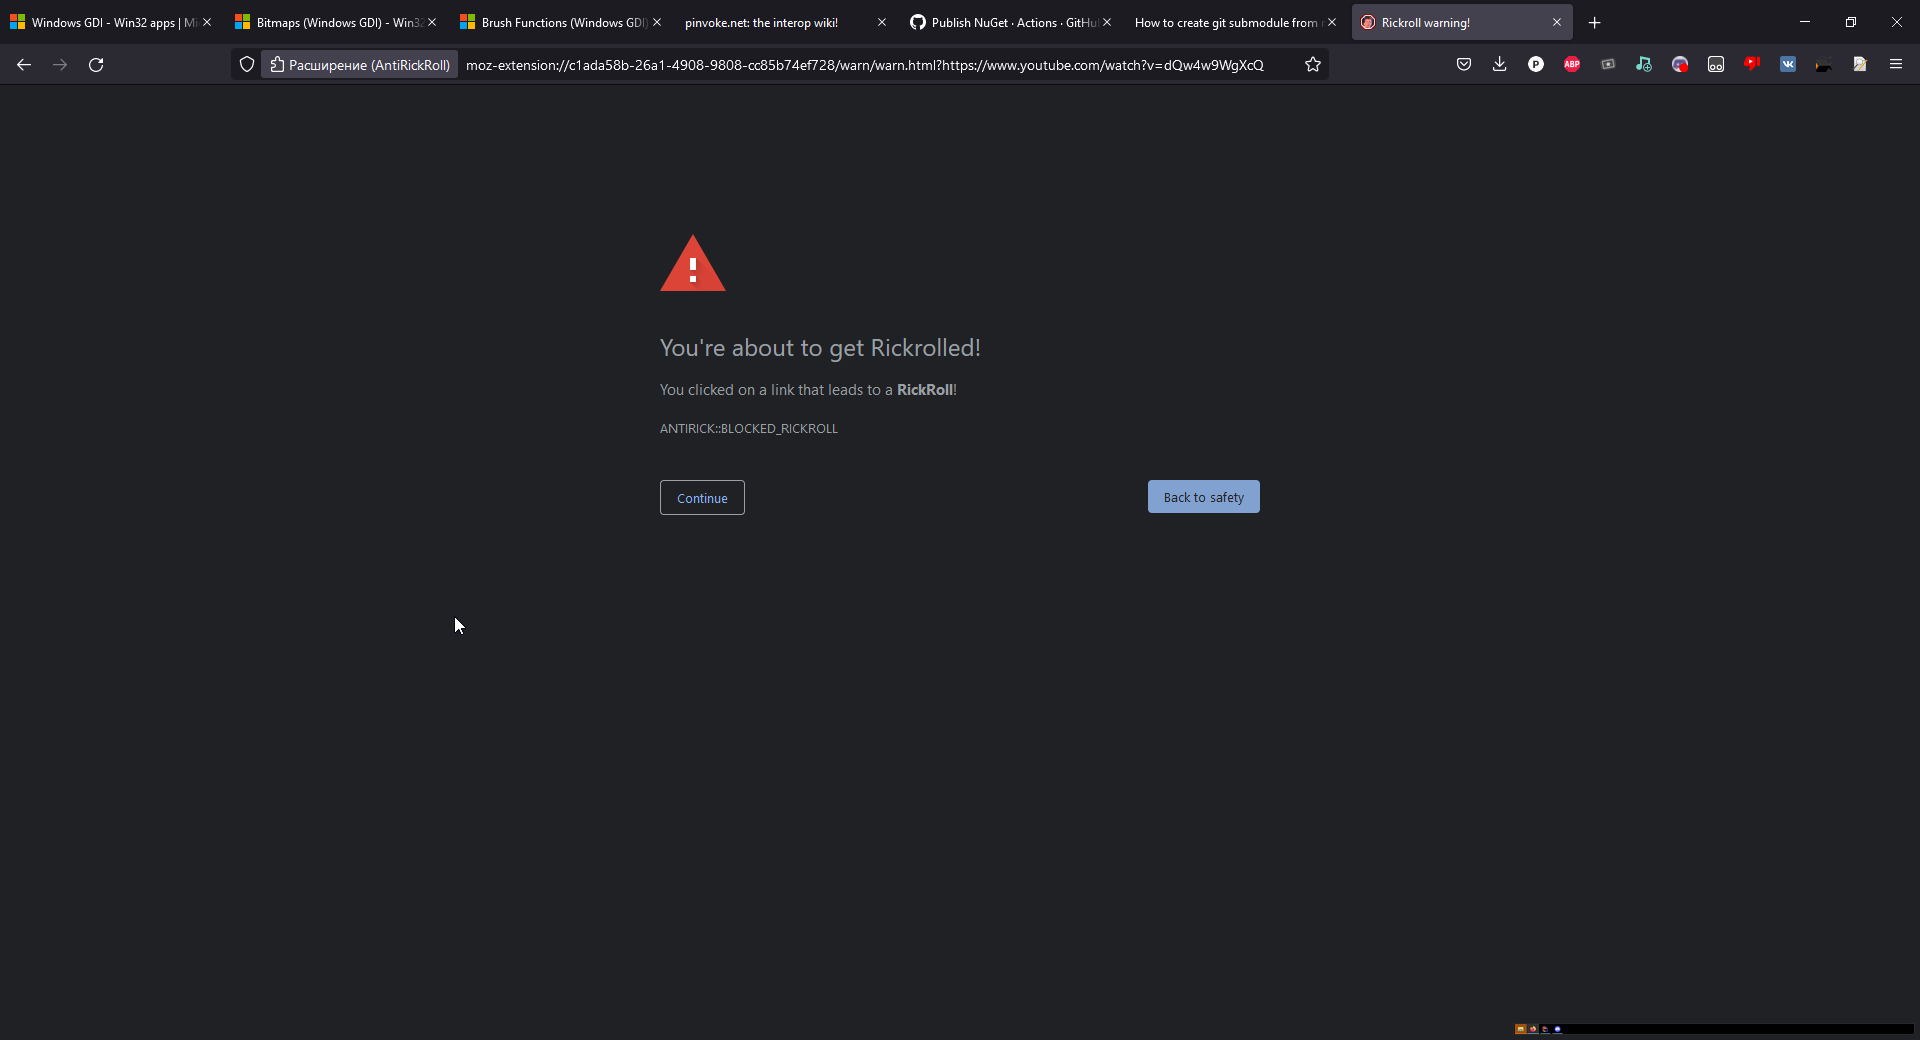 Windows GDI - Win32 apps | Mi
Bitmaps (Windows GDI) - Win32
Brush Functions (Windows GDI)
pinvoke.net: the interop wiki!
Publish NuGet · Actions · GitHub
How to create git submodule from
Rickroll warning!
Расширение (AntiRickRoll)
moz-extension://c1ada58b-26a1-4908-9808-cc85b74ef728/warn/warn.html?https://www.youtube.com/watch?v=dQw4w9WgXcQ
P
ABP
You're about to get Rickrolled!
You clicked on a link that leads to a RickRoll!
ANTIRICK::BLOCKED_RICKROLL
Continue
Back to safety